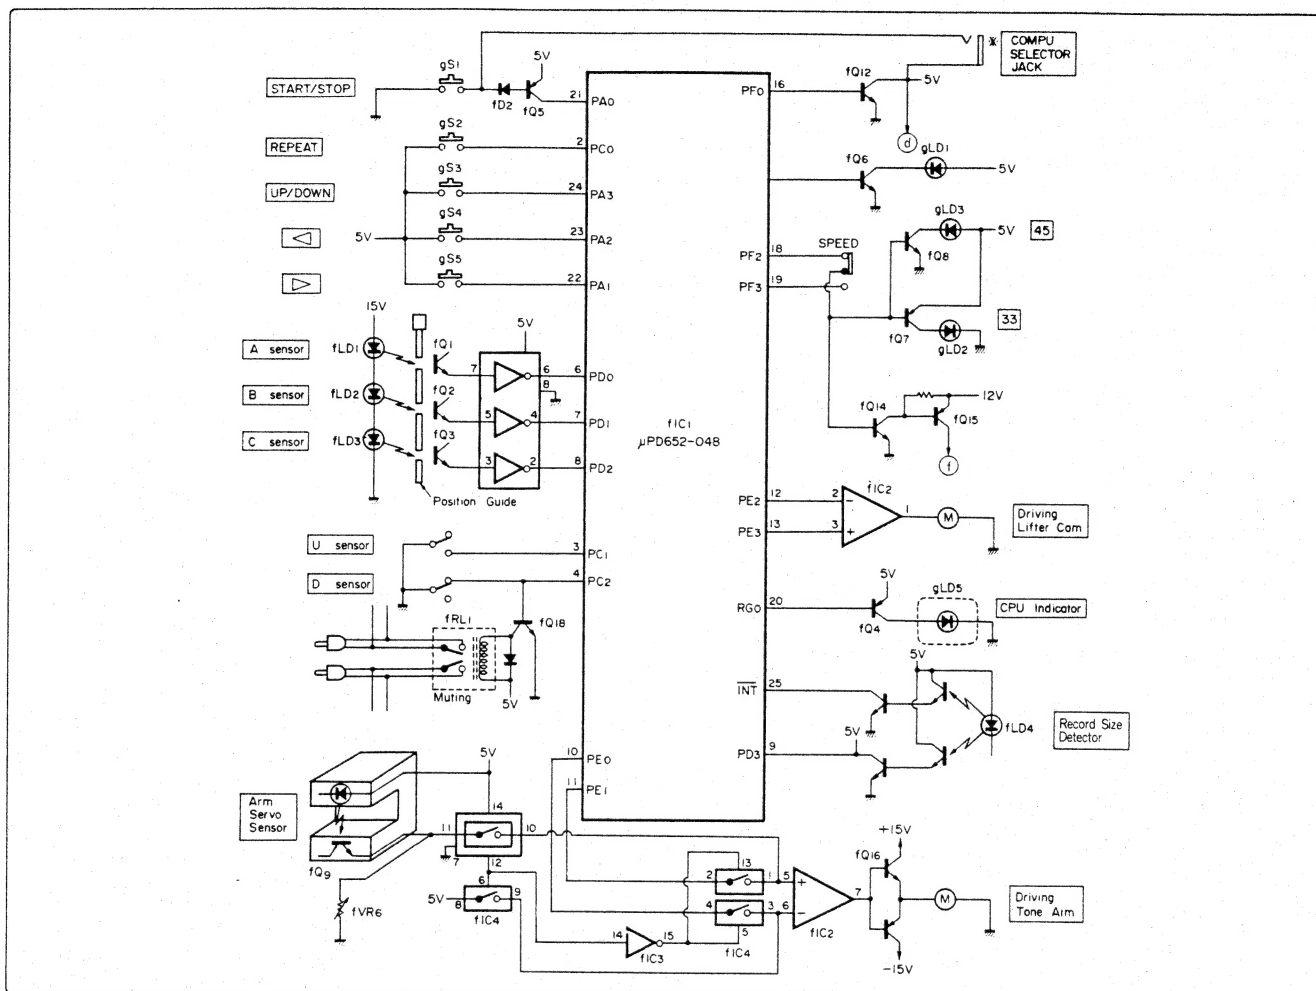 COMPU
SELECTOR
JACK
START/STOP
gS1
5V
fD2
fQ5
21
PA0
PF0
16
fQ12
5V
d
REPEAT
gS2
2
PC0
fQ6
gLD1
5V
UP/DOWN
gS3
24
PA3
5V
gS4
23
PA2
gS5
22
PA1
PF2
18
SPEED
PF3
19
gLD3
5V
45
fQ8
33
fQ7
gLD2
15V
5V
A sensor
fLD1
fQ1
7
6
8
6
PD0
B sensor
fLD2
fQ2
5
4
7
PD1
C sensor
fLD3
fQ3
3
2
8
PD2
Position Guide
fIC1
μPD652-048
fQ14
12V
fQ15
f
PE2
12
2
−
fIC2
1
M
Driving
Lifter Cam
PE3
13
3
+
U sensor
3
PC1
D sensor
4
PC2
fRL1
fQ18
Muting
5V
5V
RG0
20
fQ4
gLD5
CPU Indicator
5V
INT
25
fLD4
Record Size
Detector
5V
PD3
9
10
PE0
11
PE1
Arm
Servo
Sensor
fQ9
fVR6
5V
14
11
10
7
12
6
5V
8
9
fIC4
14
fIC3
15
13
2
1
5
+
4
3
6
−
5
fIC4
fIC2
7
+15V
fQ16
M
−15V
Driving
Tone Arm